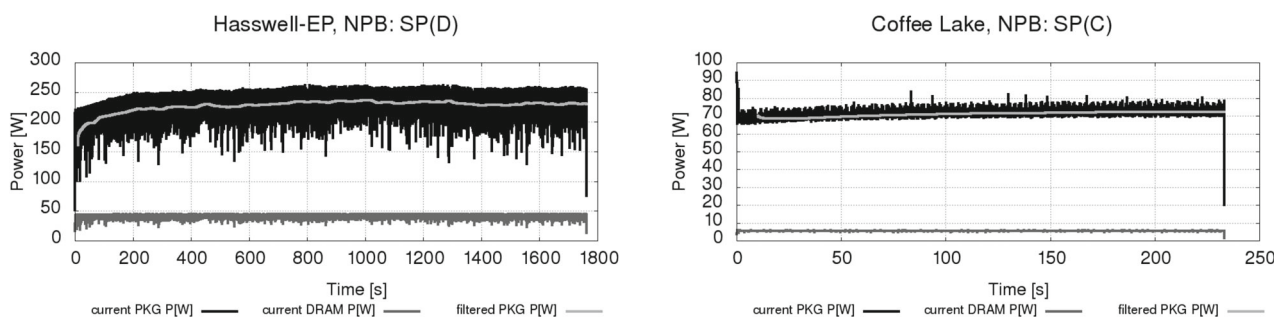 Hasswell-EP, NPB: SP(D)
Power [W]
300
250
200
150
100
50
0
0 200 400 600 800 1000 1200 1400 1600 1800
Time [s]
current PKG P[W] current DRAM P[W] filtered PKG P[W]
Coffee Lake, NPB: SP(C)
Power [W]
100
90
80
70
60
50
40
30
20
10
0
0 50 100 150 200 250
Time [s]
current PKG P[W] current DRAM P[W] filtered PKG P[W]